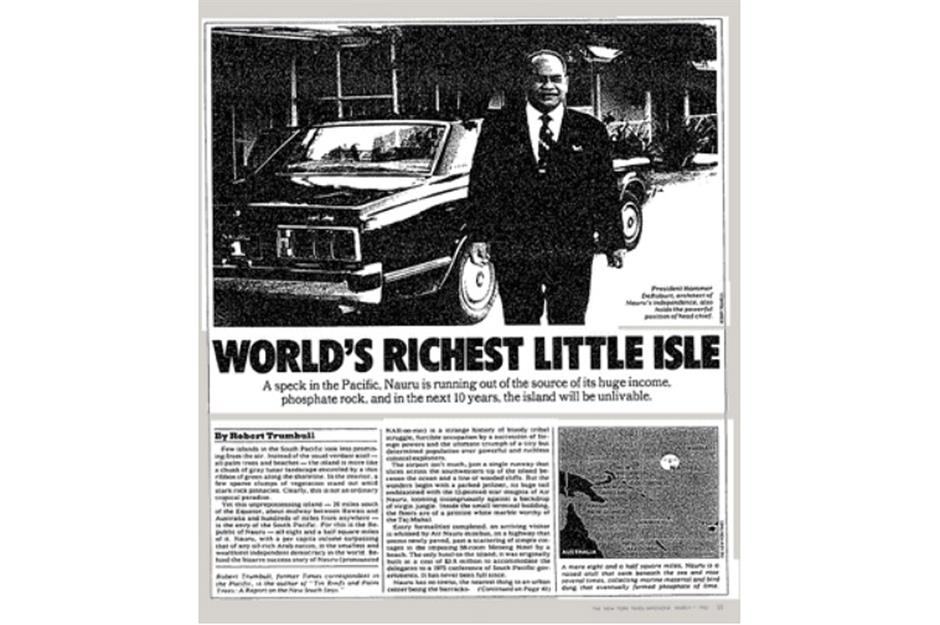 President Hammer
DeRoburt, architect of
Nauru's independence, also
holds the powerful
position of head chief.
WORLD'S RICHEST LITTLE ISLE
A speck in the Pacific, Nauru is running out of the source of its huge income,
phosphate rock, and in the next 10 years, the island will be unlivable.
By Robert Trumbull
Few islands in the South Pacific look less promis-
ing from the air. Instead of the usual verdant atoll —
all palm trees and beaches — the island is more like
a chunk of gray lunar landscape encircled by a thin
ribbon of green along the shoreline. In the interior, a
few sparse clumps of vegetation stand out amid
stark rock pinnacles. Clearly, this is not an ordinary
tropical paradise.
Yet this unprepossessing island — 26 miles south
of the Equator, about midway between Hawaii and
Australia and hundreds of miles from anywhere —
is the envy of the South Pacific. For this is the Re-
public of Nauru — all eight and a half square miles
of it. Nauru, with a per capita income surpassing
that of any oil-rich Arab nation, is the smallest and
wealthiest independent democracy in the world. Be-
hind the bizarre success story of Nauru (pronounced
Robert Trumbull, former Times correspondent in
the Pacific, is the author of "Tin Roofs and Palm
Trees: A Report on the New South Seas."
is a strange history of bloody tribal
struggle, forcible occupation by a succession of for-
eign powers and the ultimate triumph of a tiny but
determined population over powerful and ruthless
colonial exploiters.
The airport isn't much, just a single runway that
slices across the southwestern tip of the island be-
tween the ocean and a line of wooded cliffs. But the
wonders begin with a parked jetliner, its huge tail
emblazoned with the 12-pointed star insignia of Air
Nauru, looming incongruously against a backdrop
of virgin jungle. Inside the small terminal building,
the floors are of a pristine white marble worthy of
the Taj Mahal.
Entry formalities completed, an arriving visitor
is whisked by Air Nauru minibus, on a highway that
seems newly paved, past a scattering of simple cot-
tages to the imposing Meneng Hotel by a
beach. The only hotel on the island, it was originally
built at a cost of million to accommodate the
delegates to a 1975 conference of South Pacific gov-
ernments. It has never been full since.
Nauru has no towns, the nearest thing to an urban
center being the barracks- (Continued on Page
AUSTRALIA
A mere eight and a half square miles, Nauru is a
raised atoll that sank beneath the sea and rose
several times, collecting marine material and bird
dung that eventually formed phosphate of lime.
THE NEW YORK TIMES MAGAZINE / MARCH 7, 1982